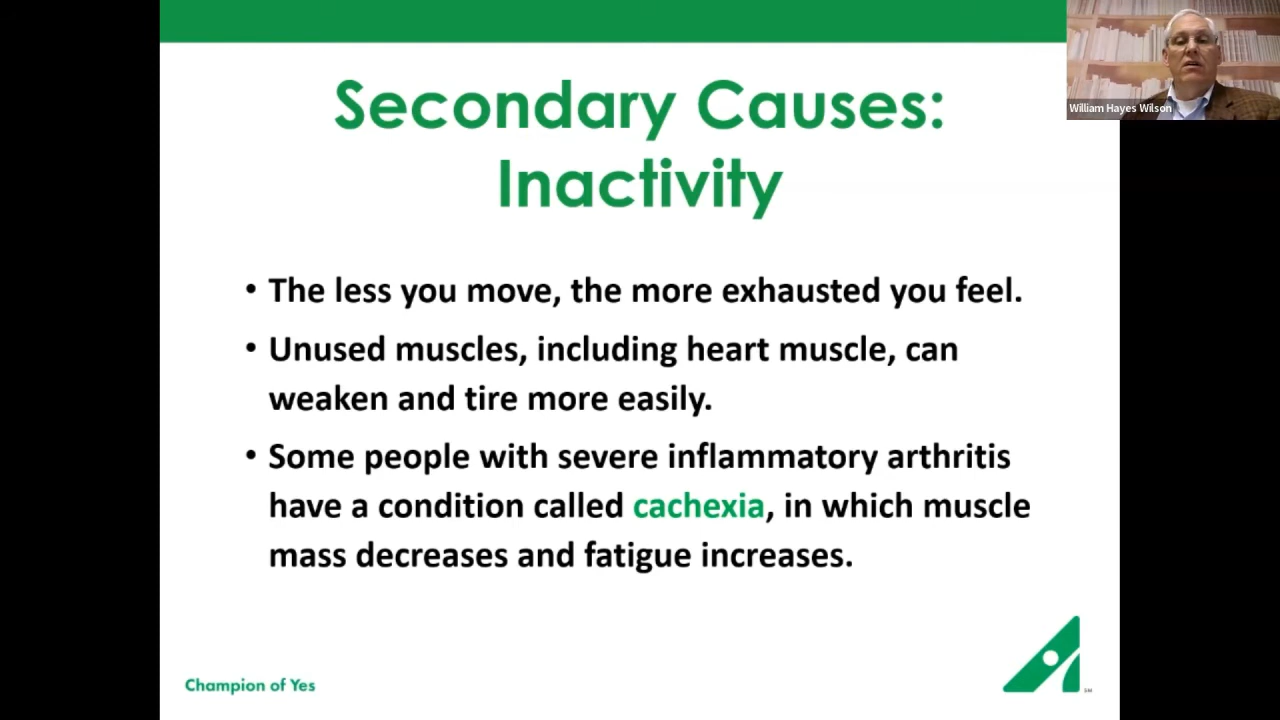 Secondary Causes:
Inactivity
William Hayes Wilson
• The less you move, the more exhausted you feel.
• Unused muscles, including heart muscle, can
weaken and tire more easily.
• Some people with severe inflammatory arthritis
have a condition called cachexia, in which muscle
mass decreases and fatigue increases.
Champion of Yes
SM